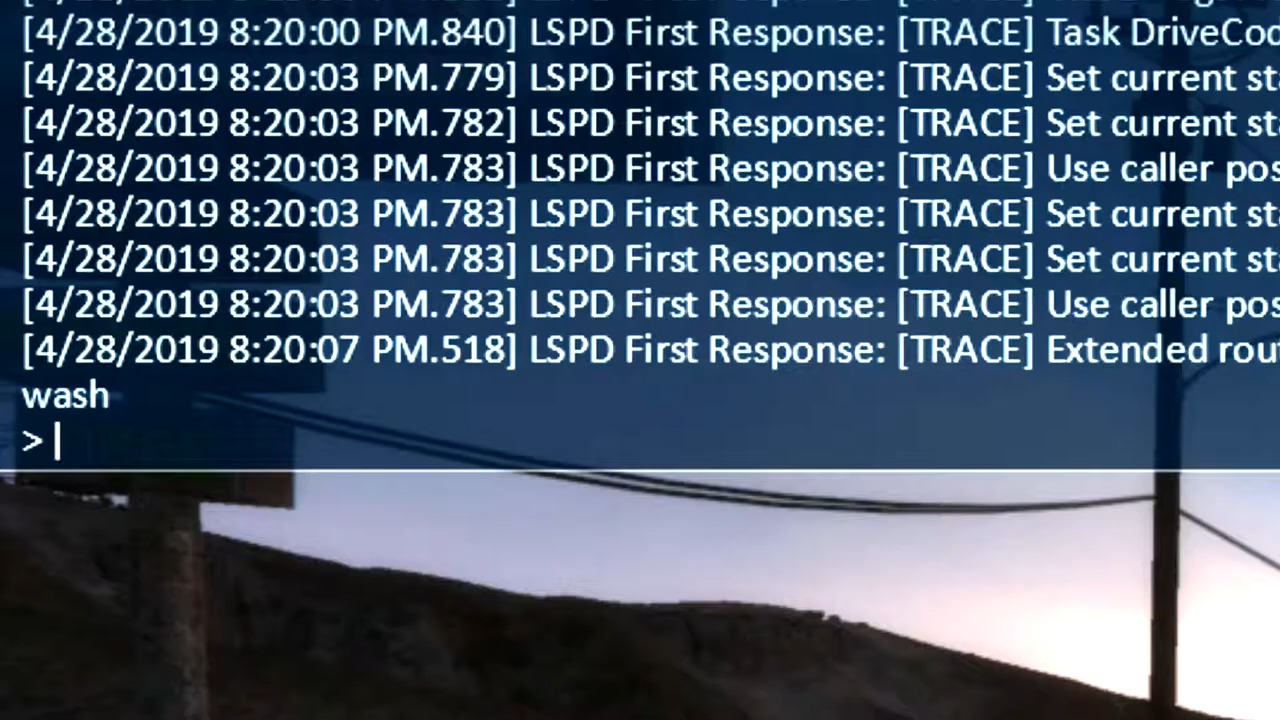 [4/28/2019 8:20:00 PM.840] LSPD First Response: [TRACE] Task DriveCod
[4/28/2019 8:20:03 PM.779] LSPD First Response: [TRACE] Set current st
[4/28/2019 8:20:03 PM.782] LSPD First Response: [TRACE] Set current st
[4/28/2019 8:20:03 PM.783] LSPD First Response: [TRACE] Use caller pos
[4/28/2019 8:20:03 PM.783] LSPD First Response: [TRACE] Set current st
[4/28/2019 8:20:03 PM.783] LSPD First Response: [TRACE] Set current st
[4/28/2019 8:20:03 PM.783] LSPD First Response: [TRACE] Use caller pos
[4/28/2019 8:20:07 PM.518] LSPD First Response: [TRACE] Extended rou
wash
>